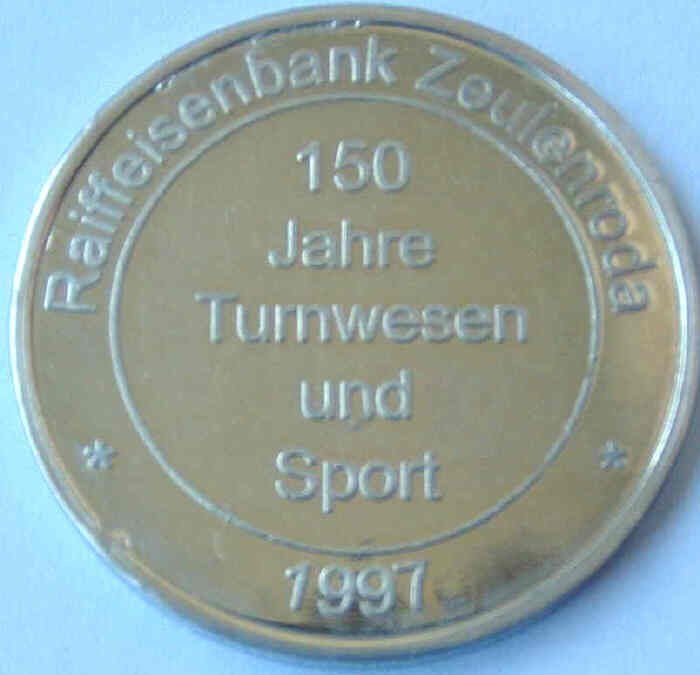 Raiffeisenbank Zeulenroda
150
Jahre
Turnwesen
und
Sport
* *
1997